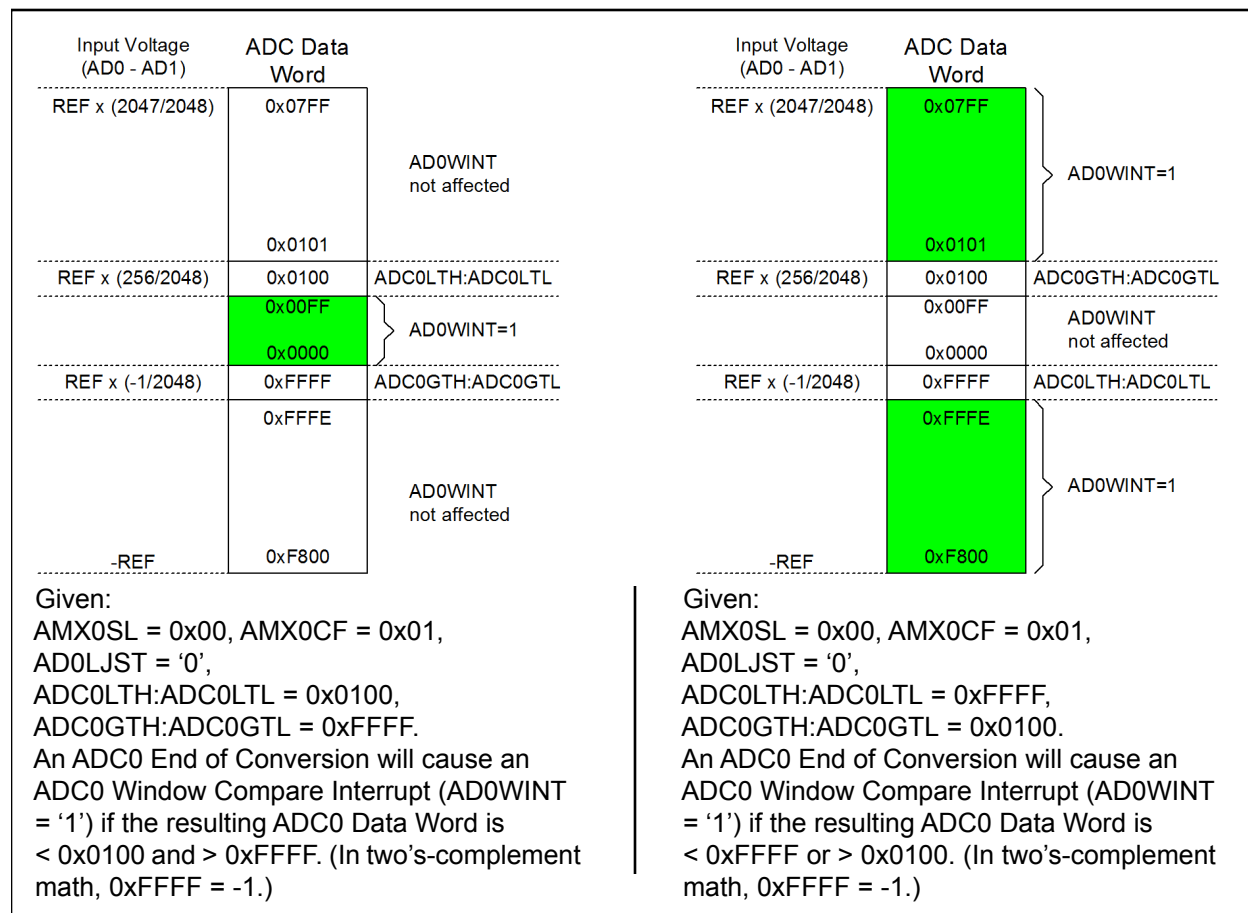 Input Voltage
(AD0 - AD1)
ADC Data
Word
REF x (2047/2048)
0x07FF
AD0WINT
not affected
0x0101
REF x (256/2048)
0x0100
ADC0LTH:ADC0LTL
0x00FF
AD0WINT=1
0x0000
REF x (-1/2048)
0xFFFF
ADC0GTH:ADC0GTL
0xFFFE
AD0WINT
not affected
-REF
0xF800
Given:
AMX0SL = 0x00, AMX0CF = 0x01,
AD0LJST = ‘0’,
ADC0LTH:ADC0LTL = 0x0100,
ADC0GTH:ADC0GTL = 0xFFFF.
An ADC0 End of Conversion will cause an
ADC0 Window Compare Interrupt (AD0WINT
= ‘1’) if the resulting ADC0 Data Word is
< 0x0100 and > 0xFFFF. (In two’s-complement
math, 0xFFFF = -1.)
Input Voltage
(AD0 - AD1)
ADC Data
Word
REF x (2047/2048)
0x07FF
AD0WINT=1
0x0101
REF x (256/2048)
0x0100
ADC0GTH:ADC0GTL
0x00FF
AD0WINT
not affected
0x0000
REF x (-1/2048)
0xFFFF
ADC0LTH:ADC0LTL
0xFFFE
AD0WINT=1
-REF
0xF800
Given:
AMX0SL = 0x00, AMX0CF = 0x01,
AD0LJST = ‘0’,
ADC0LTH:ADC0LTL = 0xFFFF,
ADC0GTH:ADC0GTL = 0x0100.
An ADC0 End of Conversion will cause an
ADC0 Window Compare Interrupt (AD0WINT
= ‘1’) if the resulting ADC0 Data Word is
< 0xFFFF or > 0x0100. (In two’s-complement
math, 0xFFFF = -1.)